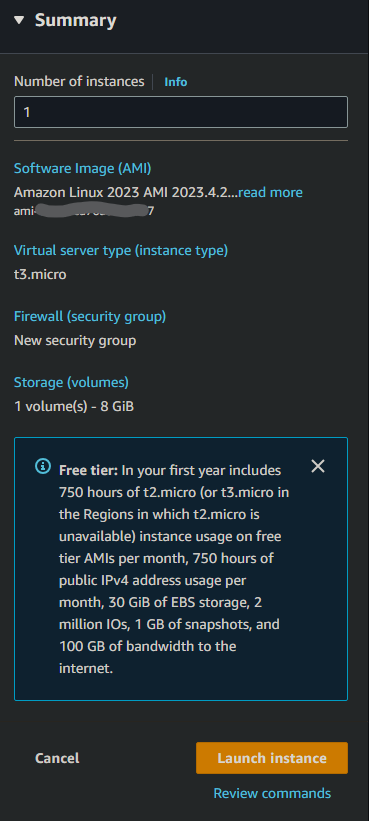 Summary
Number of instances Info
1
Software Image (AMI)
Amazon Linux 2023 AMI 2023.4.2...read more
ami-
Virtual server type (instance type)
t3.micro
Firewall (security group)
New security group
Storage (volumes)
1 volume(s) - 8 GiB
Free tier: In your first year includes
750 hours of t2.micro (or t3.micro in
the Regions in which t2.micro is
unavailable) instance usage on free
tier AMIs per month, 750 hours of
public IPv4 address usage per
month, 30 GiB of EBS storage, 2
million IOs, 1 GB of snapshots, and
100 GB of bandwidth to the
internet.
Cancel Launch instance
Review commands